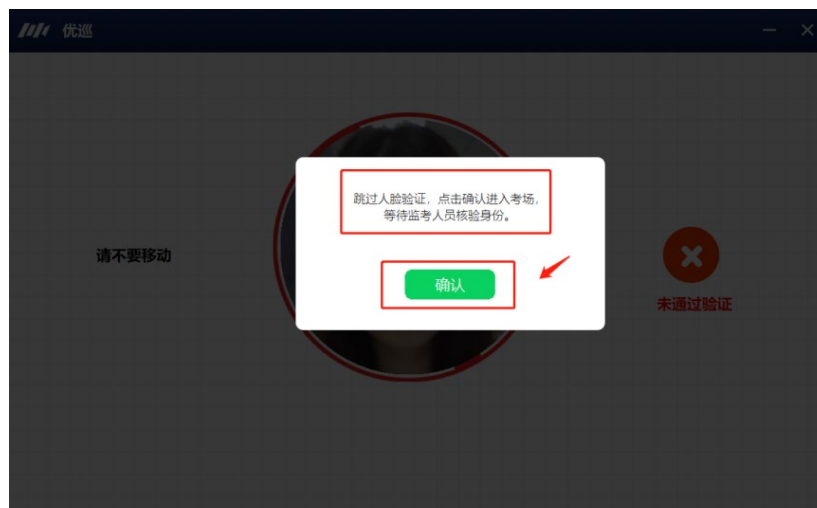 优巡
跳过人脸验证，点击确认进入考场，
等待监考人员核验身份。
请不要移动
确认
未通过验证